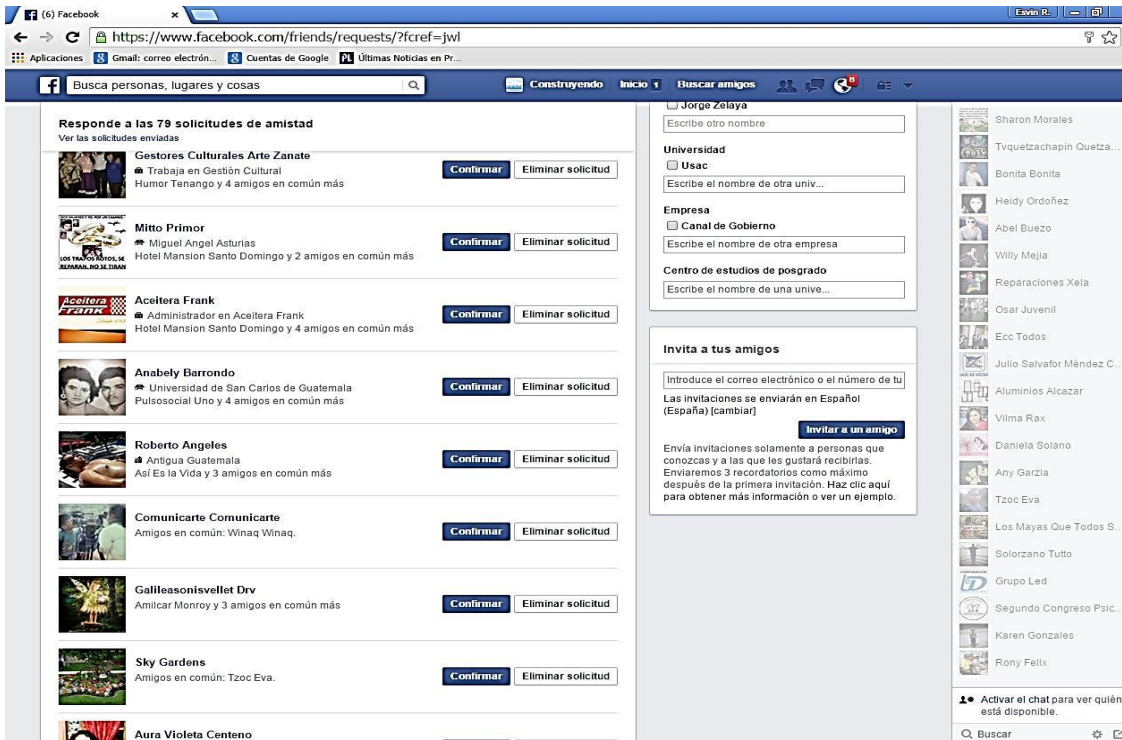 (6) Facebook
Esvin R.
https://www.facebook.com/friends/requests/?fcref=jwl
Aplicaciones
Gmail: correo electrón...
Cuentas de Google
PL
Últimas Noticias en Pr...
Busca personas, lugares y cosas
Construyendo
Inicio 1
Buscar amigos
Responde a las 79 solicitudes de amistad
Ver las solicitudes enviadas
Gestores Culturales Arte Zanate
Trabaja en Gestión Cultural
Humor Tenango y 4 amigos en común más
Confirmar
Eliminar solicitud
LOS TRAPOS ROTOS, SE
REPARAN, NO SE TIRAN
Mitto Primor
Miguel Angel Asturias
Hotel Mansion Santo Domingo y 2 amigos en común más
Confirmar
Eliminar solicitud
Aceitera
FRANK
Aceitera Frank
Administrador en Aceitera Frank
Hotel Mansion Santo Domingo y 4 amigos en común más
Confirmar
Eliminar solicitud
Anabely Barrondo
Universidad de San Carlos de Guatemala
Pulsosocial Uno y 4 amigos en común más
Confirmar
Eliminar solicitud
Roberto Angeles
Antigua Guatemala
Así Es la Vida y 3 amigos en común más
Confirmar
Eliminar solicitud
Comunicarte Comunicarte
Amigos en común: Winaq Winaq.
Confirmar
Eliminar solicitud
Galileasonisvellet Drv
Amilcar Monroy y 3 amigos en común más
Confirmar
Eliminar solicitud
Sky Gardens
Amigos en común: Tzoc Eva.
Confirmar
Eliminar solicitud
Aura Violeta Centeno
Jorge Zelaya
Escribe otro nombre
Universidad
Usac
Escribe el nombre de otra univ...
Empresa
Canal de Gobierno
Escribe el nombre de otra empresa
Centro de estudios de posgrado
Escribe el nombre de una unive...
Invita a tus amigos
Introduce el correo electrónico o el número de tu
Las invitaciones se enviarán en Español
(España) [cambiar]
Invitar a un amigo
Envía invitaciones solamente a personas que
conozcas y a las que les gustará recibirlas.
Enviaremos 3 recordatorios como máximo
después de la primera invitación. Haz clic aquí
para obtener más información o ver un ejemplo.
Sharon Morales
Tvquetzachapin Quetza...
Bonita Bonita
Heidy Ordoñez
Abel Buezo
Willy Mejia
Reparaciones Xela
Osar Juvenil
Ecc Todos
Julio Salvafor Méndez C...
Aluminios Alcazar
Vilma Rax
Daniela Solano
Any Garzia
Tzoc Eva
Los Mayas Que Todos S...
Solorzano Tutto
Grupo Led
Segundo Congreso Psic...
Karen Gonzales
Rony Felix
Activar el chat para ver quién
está disponible.
Buscar